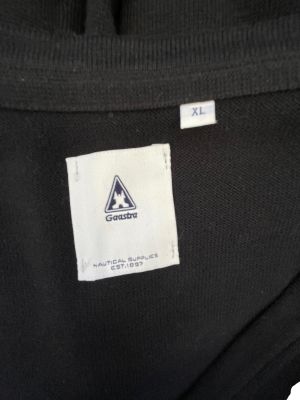 XL
Gaastra
NAUTICAL SUPPLIES
EST.1897